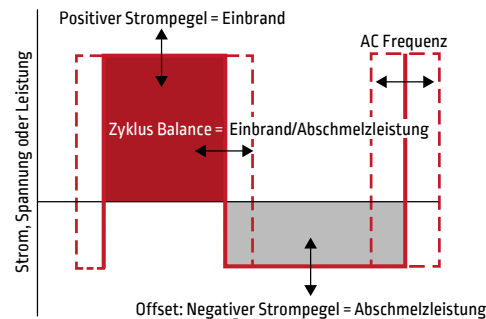 Positiver Strompegel = Einbrand
AC Frequenz
Zyklus Balance = Einbrand/Abschmelzleistung
Strom, Spannung oder Leistung
Offset: Negativer Strompegel = Abschmelzleistung